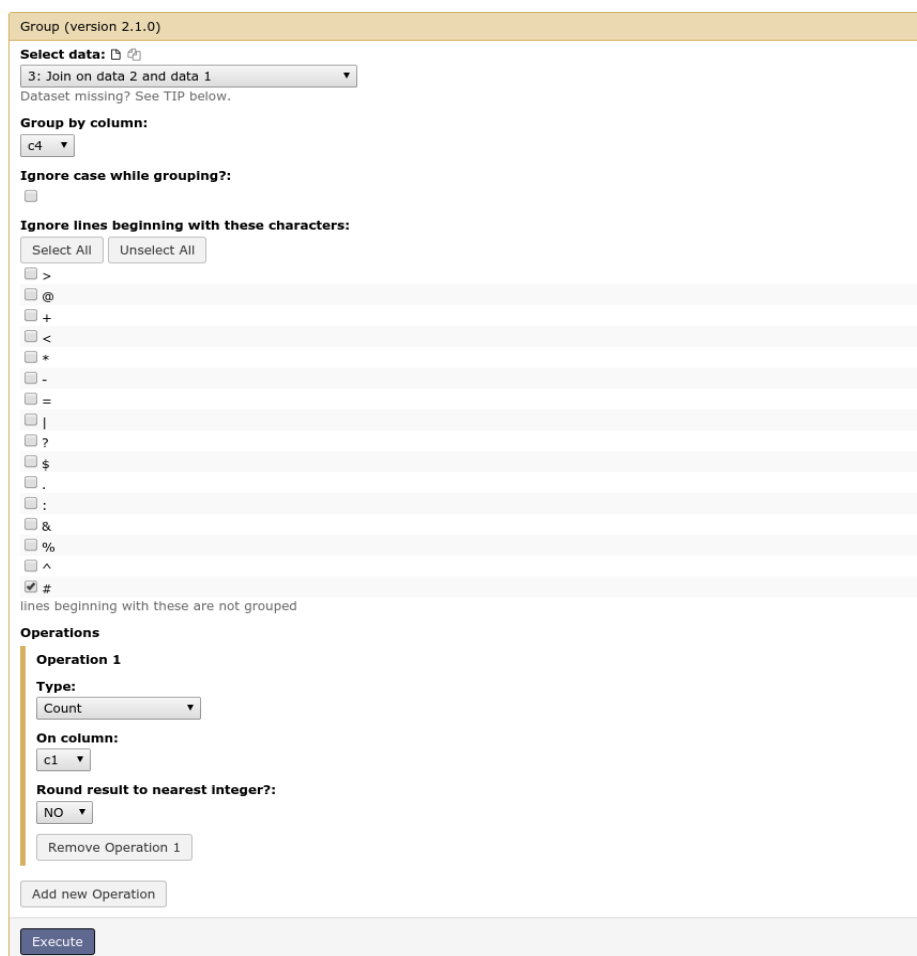 Group (version 2.1.0)
Select data:
3: Join on data 2 and data 1 ▼
Dataset missing? See TIP below.
Group by column:
c4 ▼
Ignore case while grouping?:
Ignore lines beginning with these characters:
Select All Unselect All
>
@
+
<
*
-
=
|
?
$
.
:
&
%
^
#
lines beginning with these are not grouped
Operations
Operation 1
Type:
Count ▼
On column:
c1 ▼
Round result to nearest integer?:
NO ▼
Remove Operation 1
Add new Operation
Execute